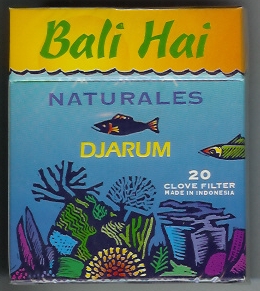 Bali Hai
NATURALES
DJARUM
20
CLOVE FILTER
MADE IN INDONESIA